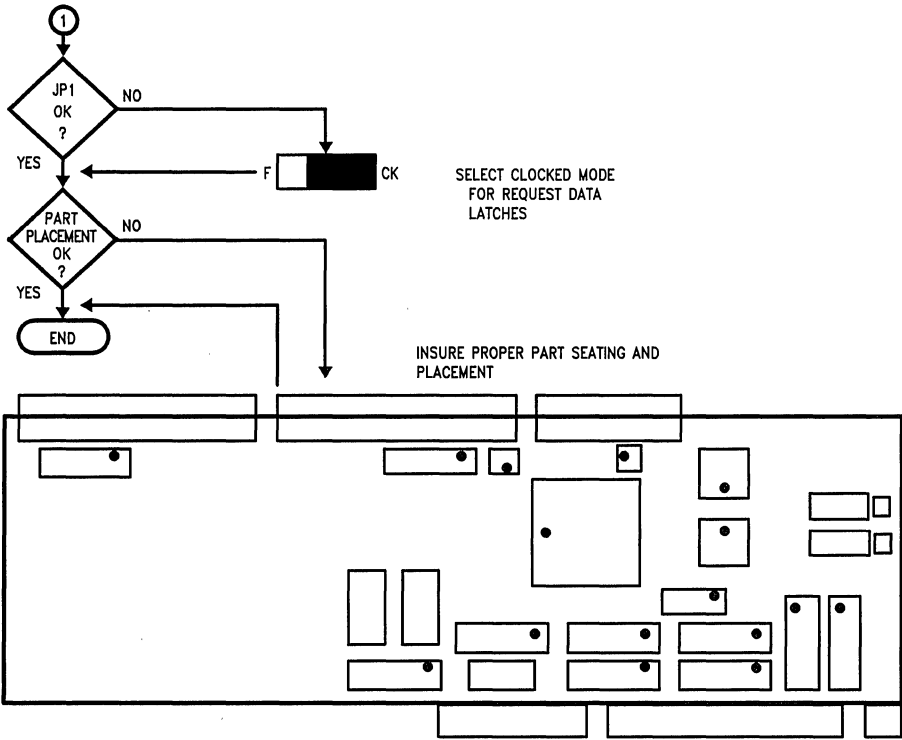 1
JP1
OK
?
NO
YES
F
CK
SELECT CLOCKED MODE
FOR REQUEST DATA
LATCHES
PART
PLACEMENT
OK
?
NO
YES
END
INSURE PROPER PART SEATING AND
PLACEMENT